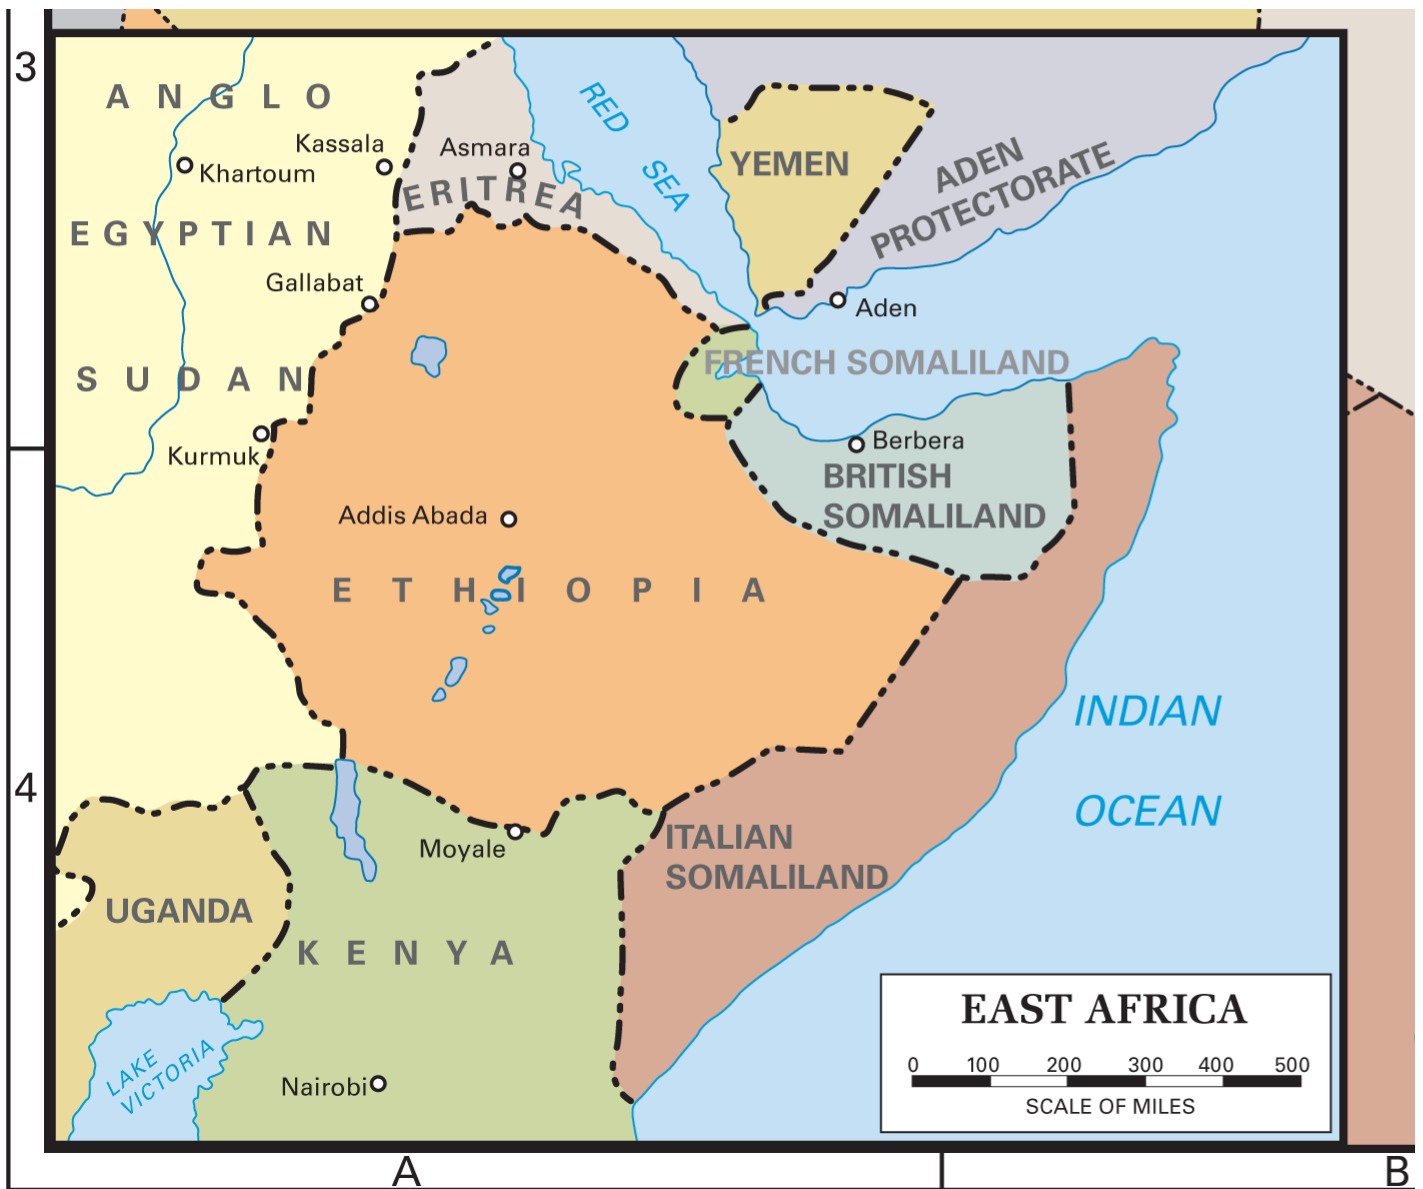 3
ANGLO
RED
Kassala
Asmara
Khartoum
YEMEN
ADEN
PROTECTORATE
SEA
ERITREA
EGYPTIAN
Gallabat
Aden
FRENCH SOMALILAND
SUDAN
Kurmuk
Berbera
BRITISH
SOMALILAND
Addis Abada
ETHIOPIA
INDIAN
OCEAN
4
ITALIAN
SOMALILAND
Moyale
UGANDA
KENYA
EAST AFRICA
0 100 200 300 400 500
SCALE OF MILES
LAKE
VICTORIA
Nairobi
A
B